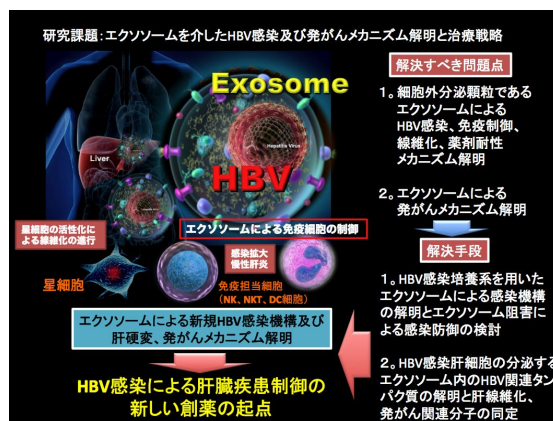 研究課題:エクソソームを介したHBV感染及び発がんメカニズム解明と治療戦略
Exosome
Hepatitis Virus
HBV
Liver
星細胞の活性化に
よる線維化の進行
エクソソームによる免疫細胞の制御
感染拡大
慢性肝炎
星細胞
免疫担当細胞
(NK、NKT、DC細胞)
エクソソームによる新規HBV感染機構及び
肝硬変、発がんメカニズム解明
HBV感染による肝臓疾患制御の
新しい創薬の起点
解決すべき問題点
1。細胞外分泌顆粒である
エクソソームによる
HBV感染、免疫制御、
線維化、薬剤耐性
メカニズム解明
2。エクソソームによる
発がんメカニズム解明
解決手段
1。HBV感染培養系を用いた
エクソソームによる感染機構
の解明とエクソソーム阻害に
よる感染防御の検討
2。HBV感染肝細胞の分泌する
エクソソーム内のHBV関連タン
パク質の解明と肝線維化、
発がん関連分子の同定